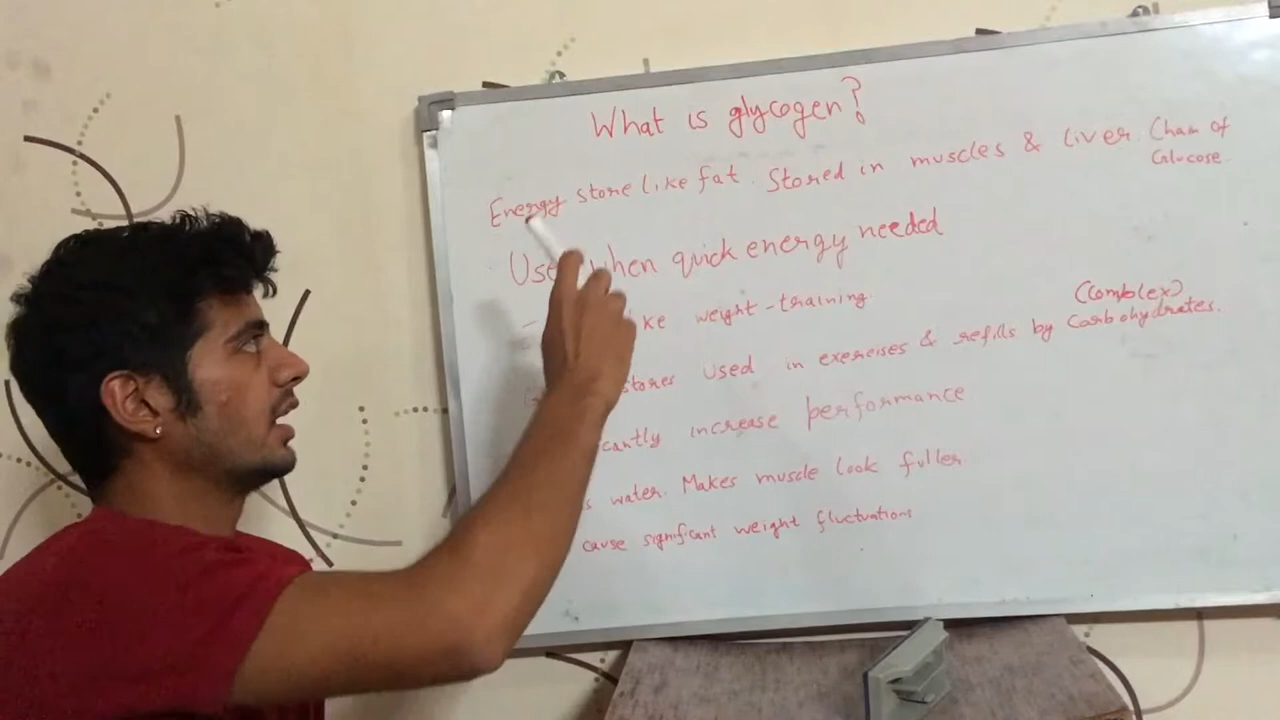 What is glycogen?
Energy store like fat. Stored in muscles & liver. Chain of
Glucose.
Used when quick energy needed
like weight-training.
(Complex)
stores used in exercises & refills by Carbohydrates.
increase performance
water. Makes muscle look fuller.
cause significant weight fluctuations